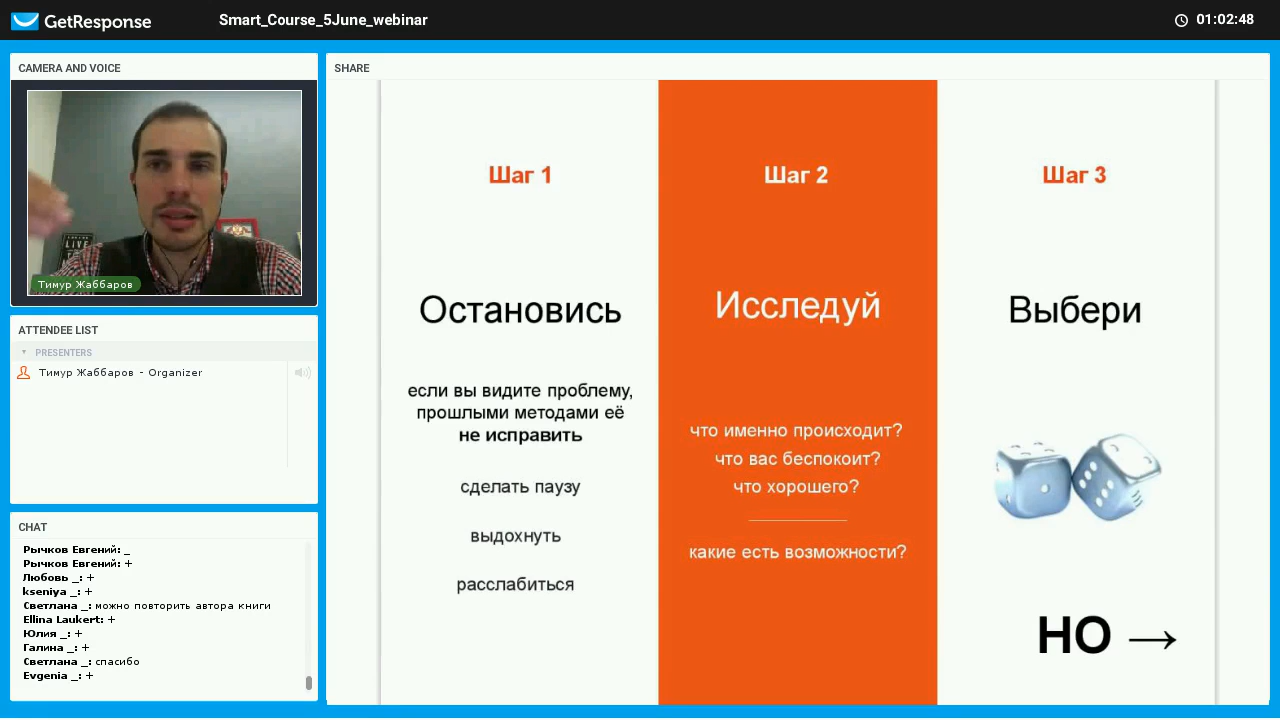 GetResponse
Smart_Course_5June_webinar
01:02:48
CAMERA AND VOICE
LIVE
Тимур Жаббаров
ATTENDEE LIST
PRESENTERS
Тимур Жаббаров - Organizer
CHAT
Рычков Евгений: _
Рычков Евгений: +
Любовь _: +
kseniya _: +
Светлана _: можно повторить автора книги
Ellina Laukert: +
Юлия _: +
Галина _: +
Светлана _: спасибо
Evgenia _: +
SHARE
Шаг 1
Остановись
если вы видите проблему,
прошлыми методами её
не исправить
сделать паузу
выдохнуть
расслабиться
Шаг 2
Исследуй
что именно происходит?
что вас беспокоит?
что хорошего?
какие есть возможности?
Шаг 3
Выбери
НО →